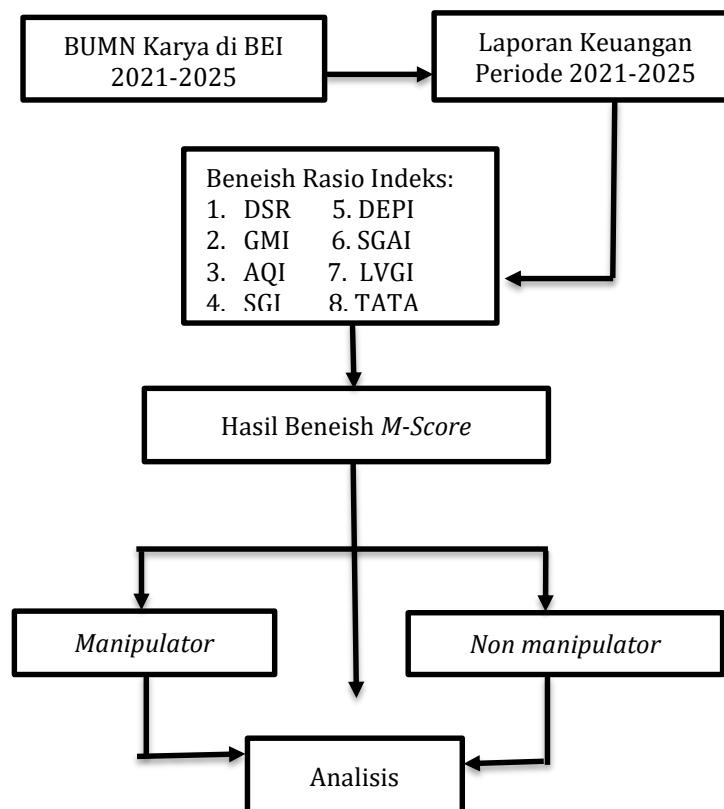 BUMN Karya di BEI
2021-2025
Laporan Keuangan
Periode 2021-2025
Beneish Rasio Indeks:
1. DSR 5. DEPI
2. GMI 6. SGAI
3. AQI 7. LVGI
4. SGI 8. TATA
Hasil Beneish M-Score
Manipulator
Non manipulator
Analisis